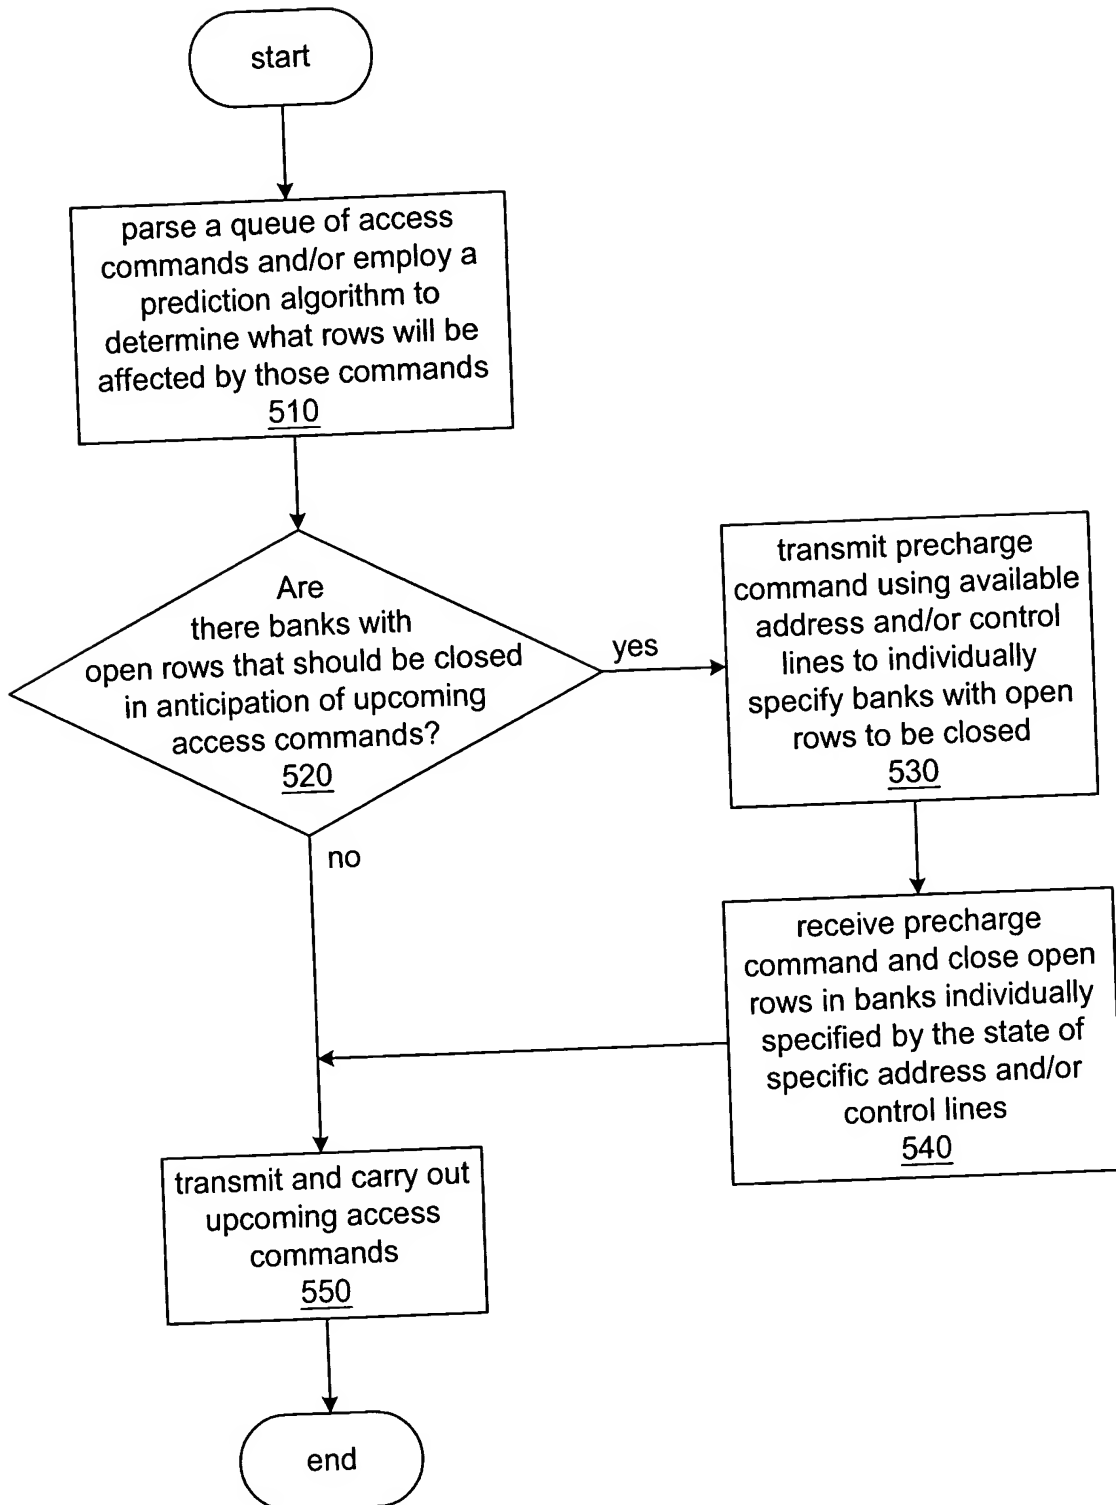 start
parse a queue of access
commands and/or employ a
prediction algorithm to
determine what rows will be
affected by those commands
510
Are
there banks with
open rows that should be closed
in anticipation of upcoming
access commands?
520
yes
no
transmit precharge
command using available
address and/or control
lines to individually
specify banks with open
rows to be closed
530
receive precharge
command and close open
rows in banks individually
specified by the state of
specific address and/or
control lines
540
transmit and carry out
upcoming access
commands
550
end